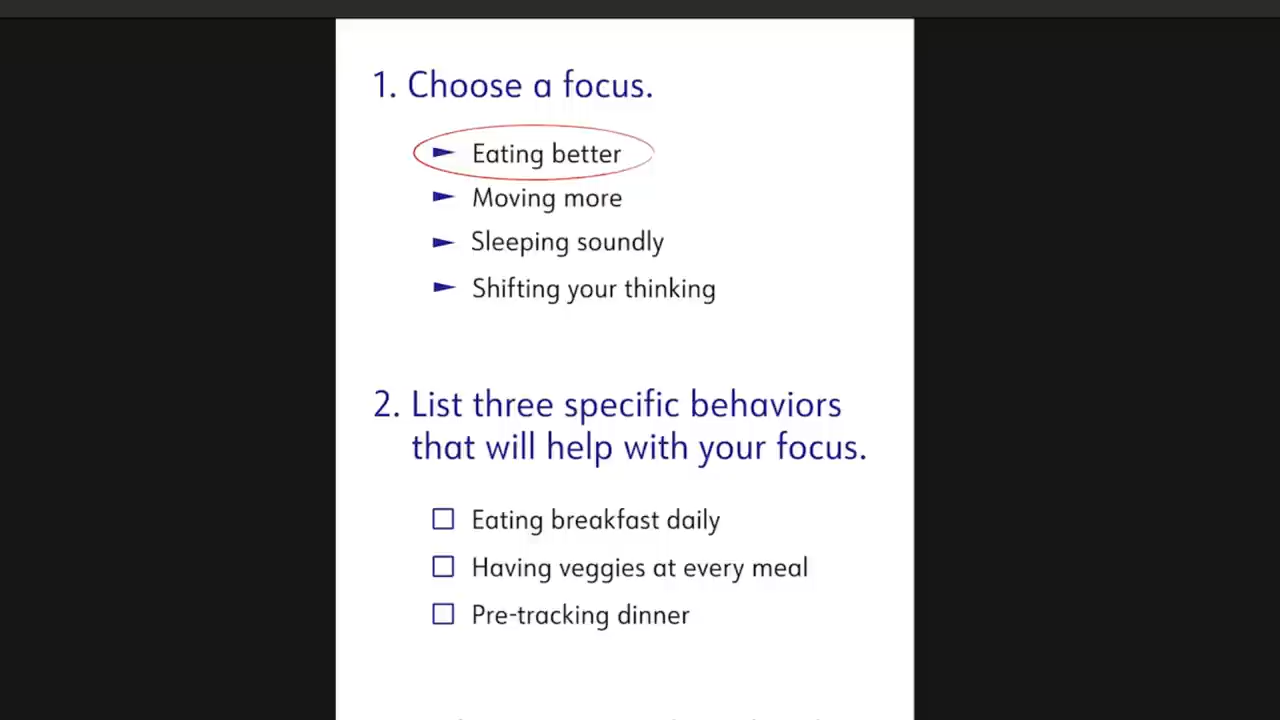 1. Choose a focus.
► Eating better
► Moving more
► Sleeping soundly
► Shifting your thinking
2. List three specific behaviors
that will help with your focus.
☐ Eating breakfast daily
☐ Having veggies at every meal
☐ Pre-tracking dinner